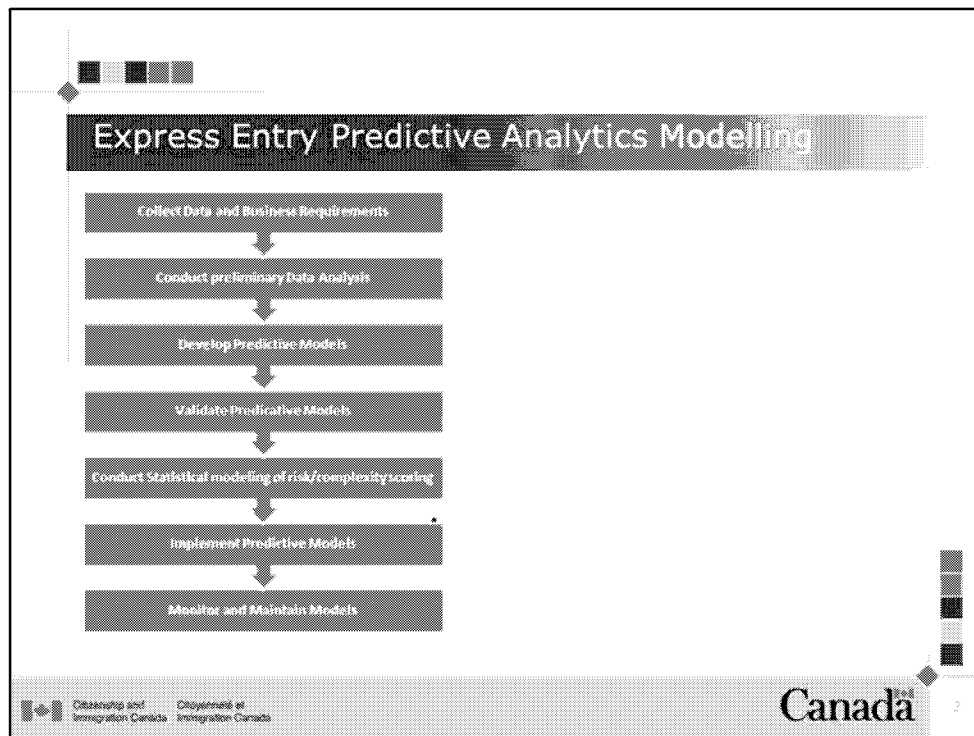 Express Entry Predictive Analytics Modelling
Collect Data and Business Requirements
Conduct preliminary Data Analysis
Develop Predictive Models
Validate Predicative Models
Conduct Statistical modeling of risk/complexity scoring
*
Implement Predictive Models
Monitor and Maintain Models
Citizenship and Citoyenneté et
Immigration Canada Immigration Canada
Canada
2